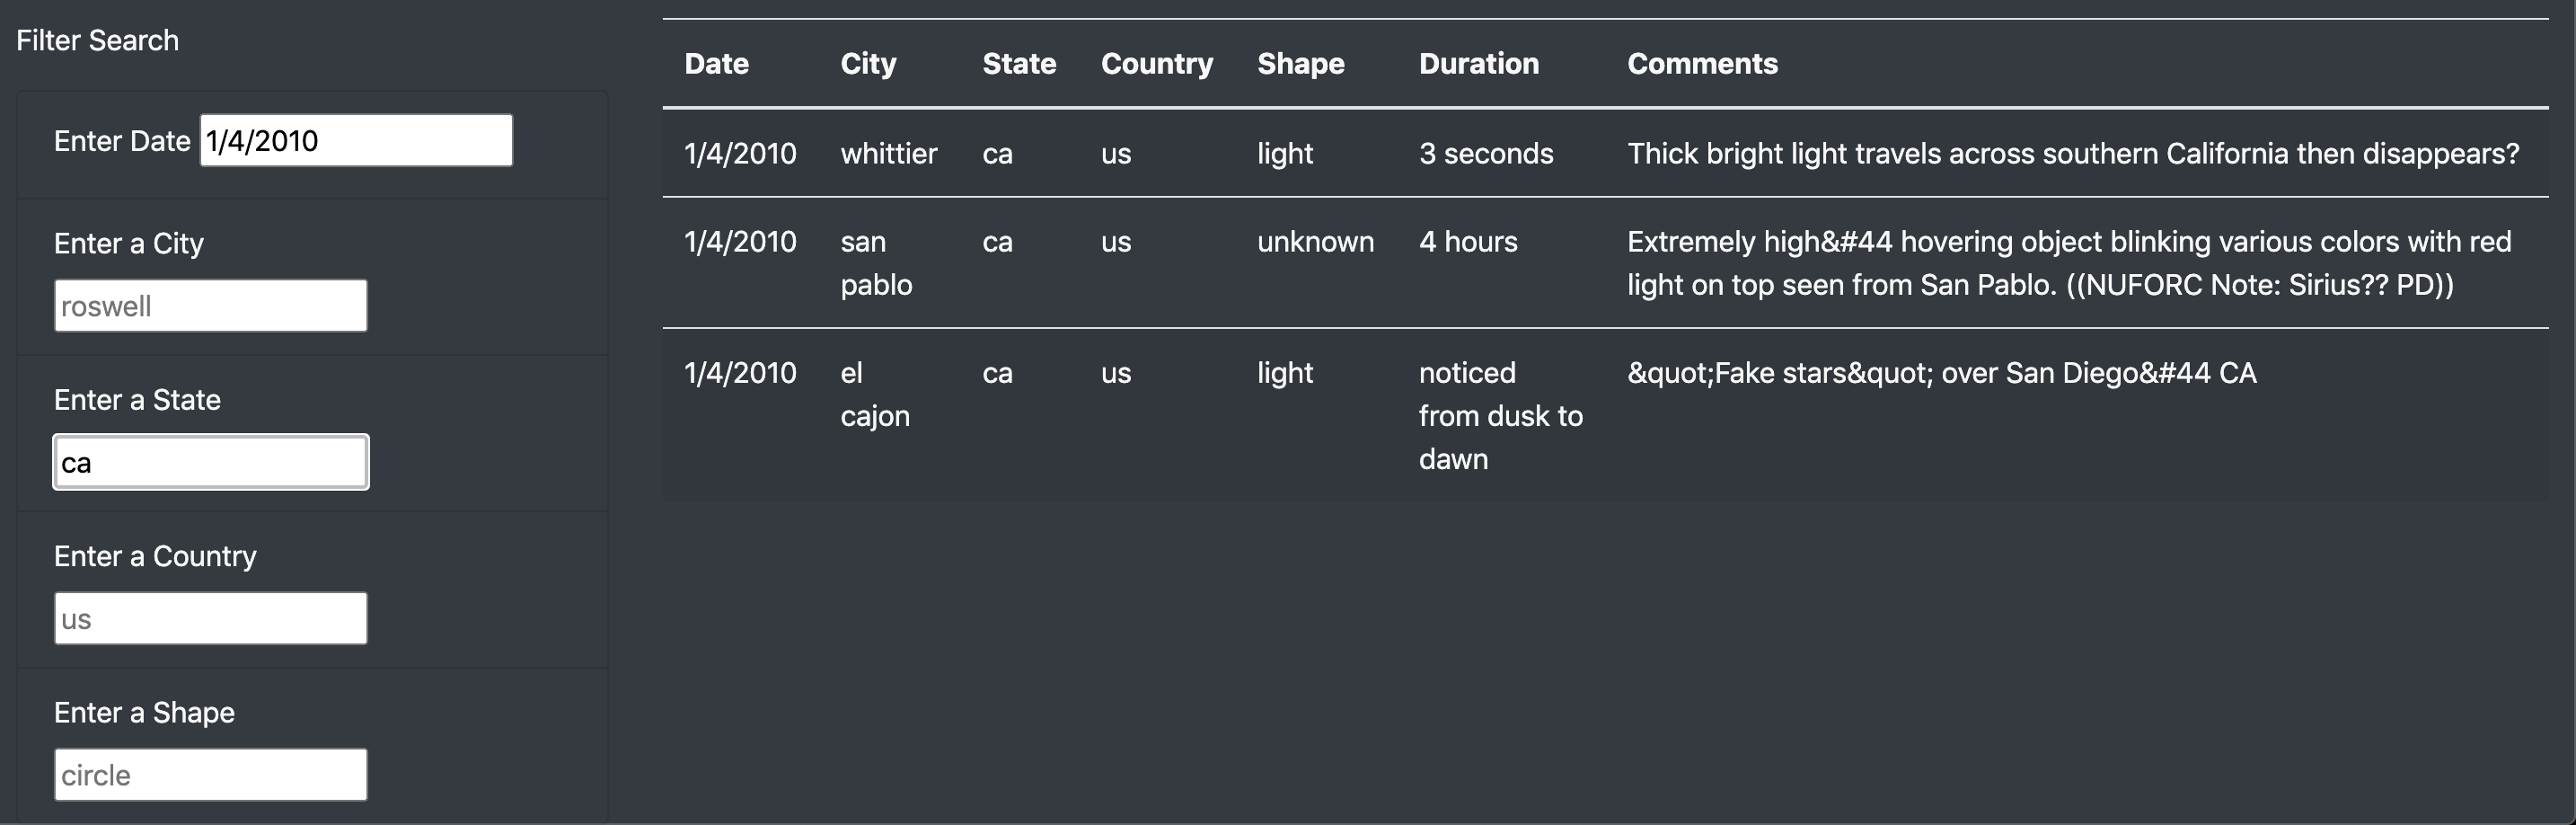 Filter Search
Enter Date 1/4/2010
Enter a City
roswell
Enter a State
ca
Enter a Country
us
Enter a Shape
circle
Date City State Country Shape Duration Comments
1/4/2010 whittier ca us light 3 seconds Thick bright light travels across southern California then disappears?
1/4/2010 san ca us unknown 4 hours Extremely high&#44 hovering object blinking various colors with red
pablo light on top seen from San Pablo. ((NUFORC Note: Sirius?? PD))
1/4/2010 el ca us light noticed &quot;Fake stars&quot; over San Diego&#44 CA
cajon from dusk to
dawn